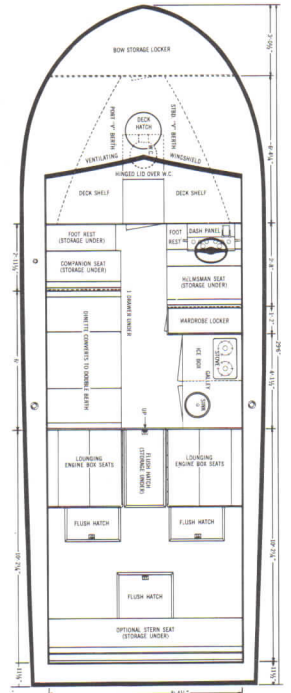 BOW STORAGE LOCKER
DECK
HATCH
PORT "V" BERTH
STBD "V" BERTH
W.C.
VENTILATING
WINDSHIELD
HINGED LID OVER W.C.
DECK SHELF
DECK SHELF
FOOT REST
(STORAGE UNDER)
FOOT
REST
DASH PANEL
COMPANION SEAT
(STORAGE UNDER)
HELMSMAN SEAT
(STORAGE UNDER)
1 DRAWER UNDER
WARDROBE LOCKER
DINETTE CONVERTS TO DOUBLE BERTH
ICE BOX
STOVE
GALLEY
SINK
UP
LOUNGING
ENGINE BOX SEATS
FLUSH HATCH
(STORAGE UNDER)
LOUNGING
ENGINE BOX SEATS
FLUSH HATCH
FLUSH HATCH
FLUSH HATCH
OPTIONAL STERN SEAT
(STORAGE UNDER)